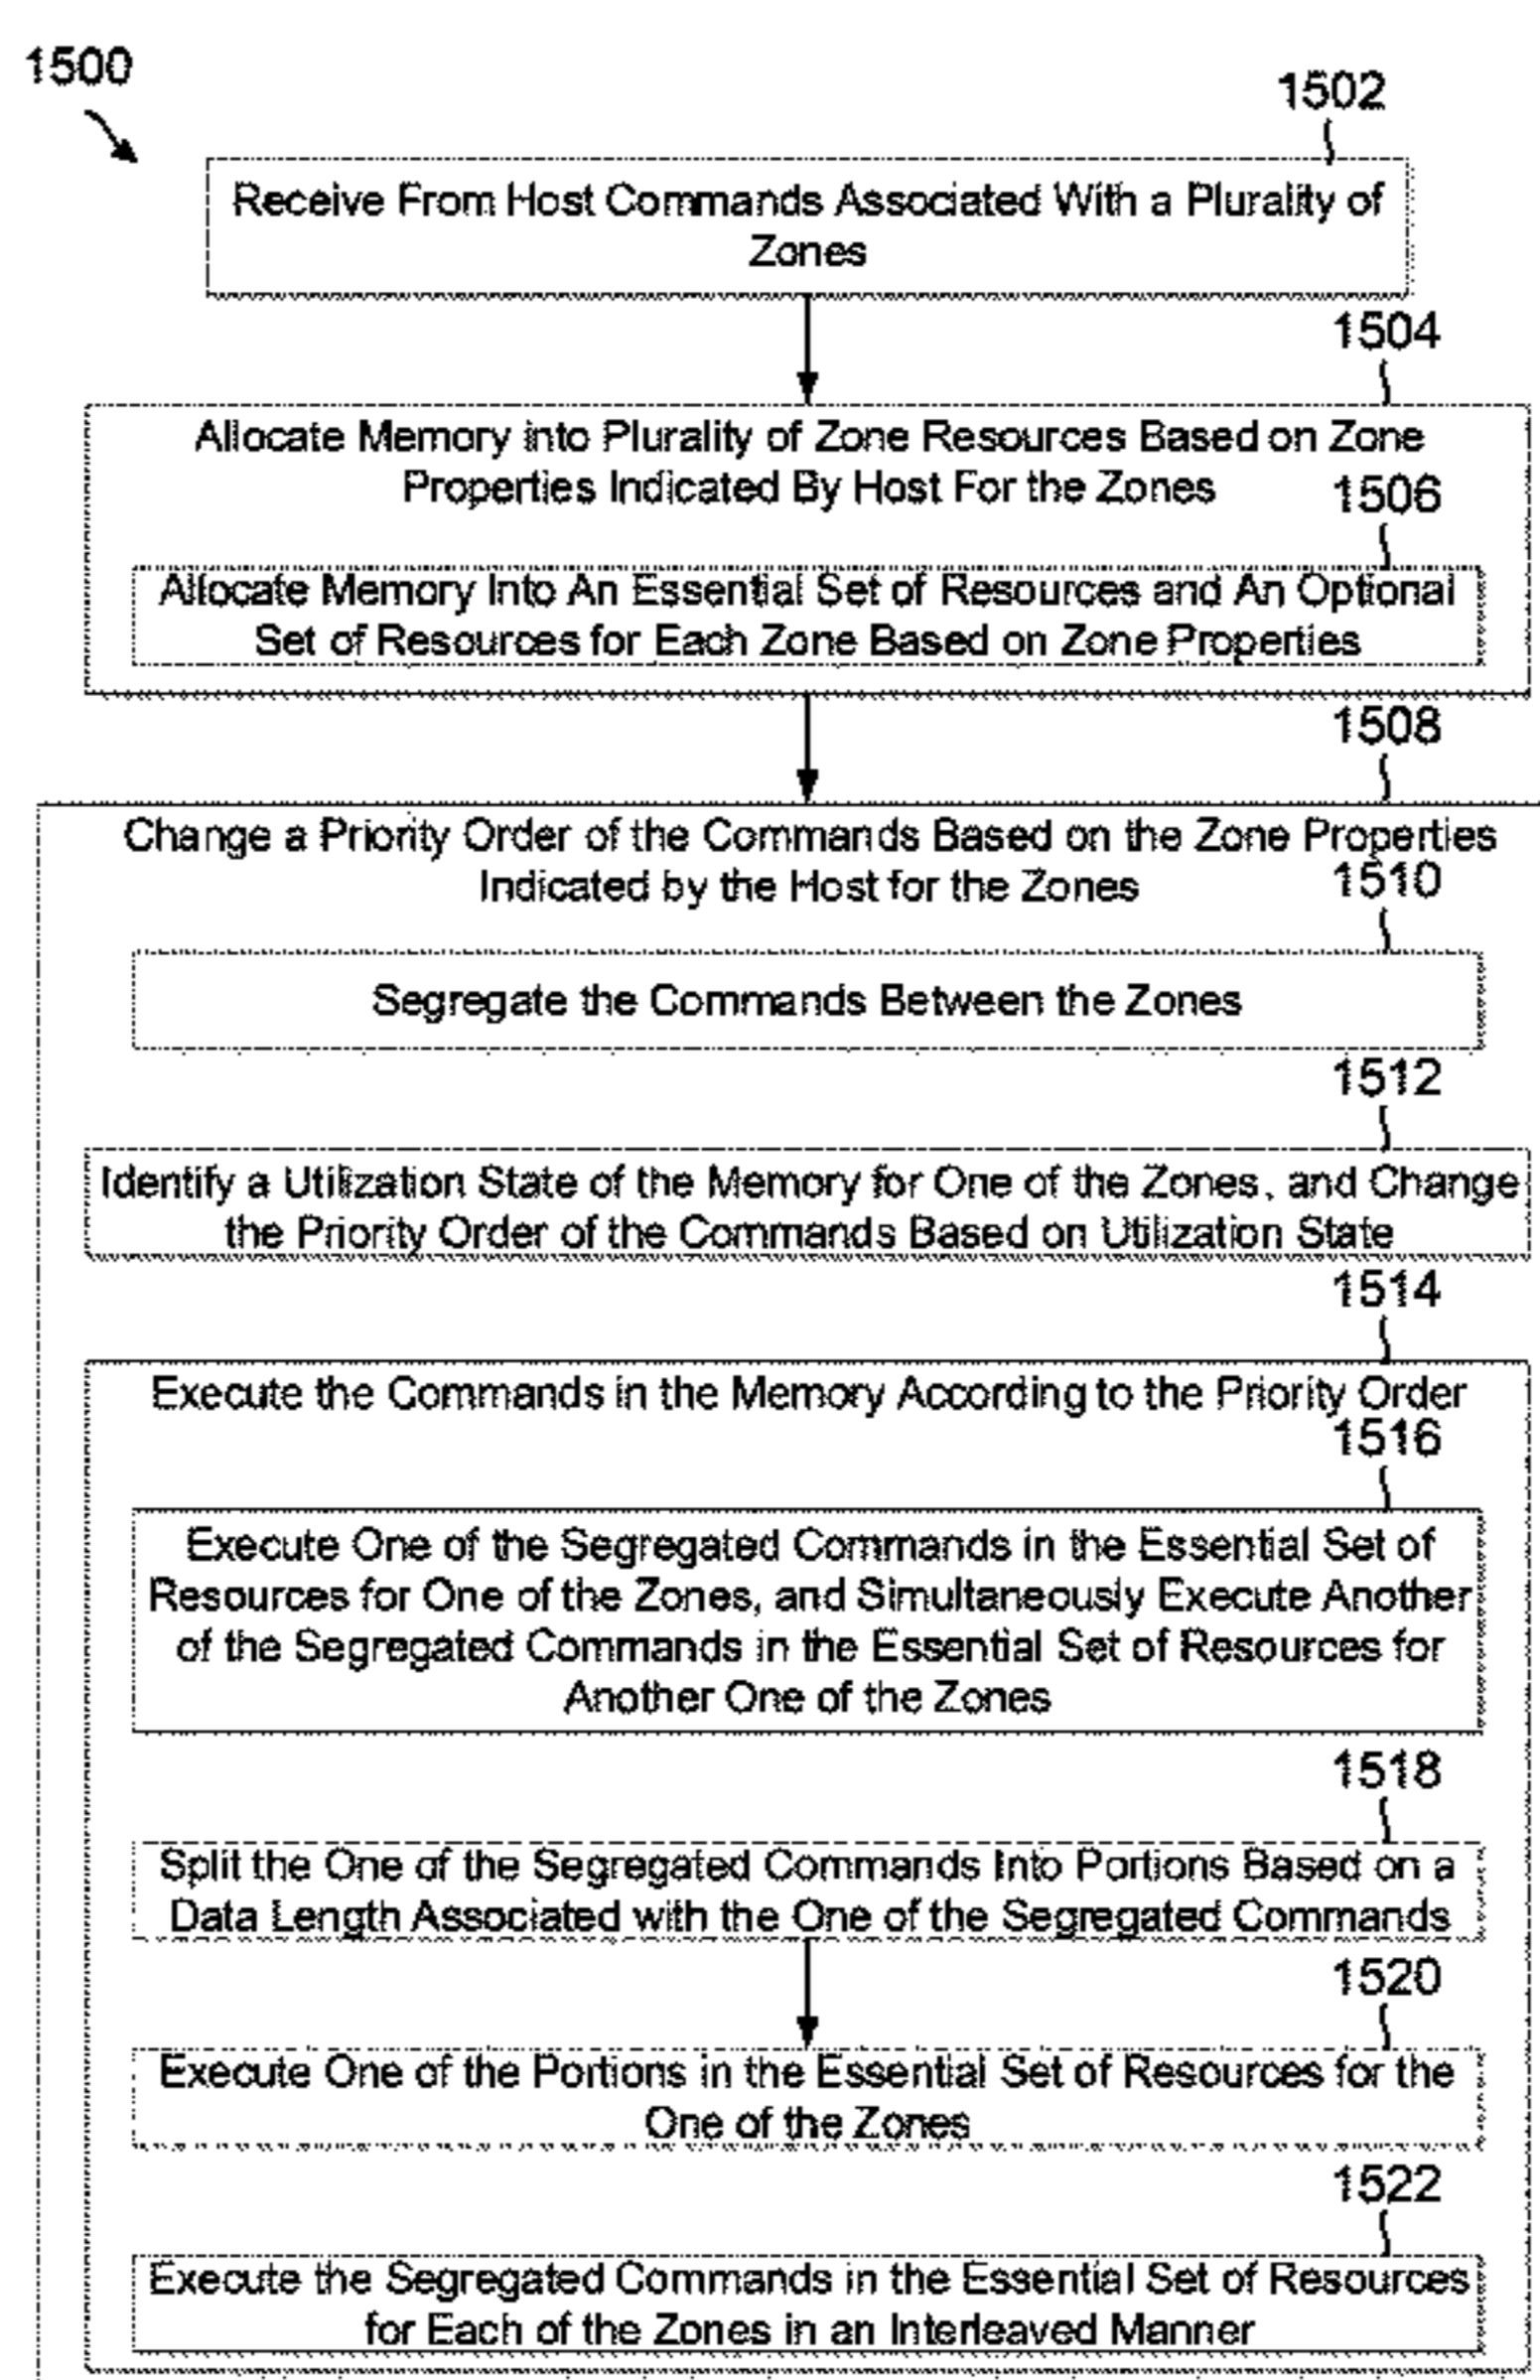 1500
1502
Receive From Host Commands Associated With a Plurality of
Zones
1504
Allocate Memory into Plurality of Zone Resources Based on Zone
Properties Indicated By Host For the Zones
1506
Allocate Memory Into An Essential Set of Resources and An Optional
Set of Resources for Each Zone Based on Zone Properties
1508
Change a Priority Order of the Commands Based on the Zone Properties
Indicated by the Host for the Zones
1510
Segregate the Commands Between the Zones
1512
Identify a Utilization State of the Memory for One of the Zones, and Change
the Priority Order of the Commands Based on Utilization State
1514
Execute the Commands in the Memory According to the Priority Order
1516
Execute One of the Segregated Commands in the Essential Set of
Resources for One of the Zones, and Simultaneously Execute Another
of the Segregated Commands in the Essential Set of Resources for
Another One of the Zones
1518
Split the One of the Segregated Commands Into Portions Based on a
Data Length Associated with the One of the Segregated Commands
1520
Execute One of the Portions in the Essential Set of Resources for the
One of the Zones
1522
Execute the Segregated Commands in the Essential Set of Resources
for Each of the Zones in an Interleaved Manner